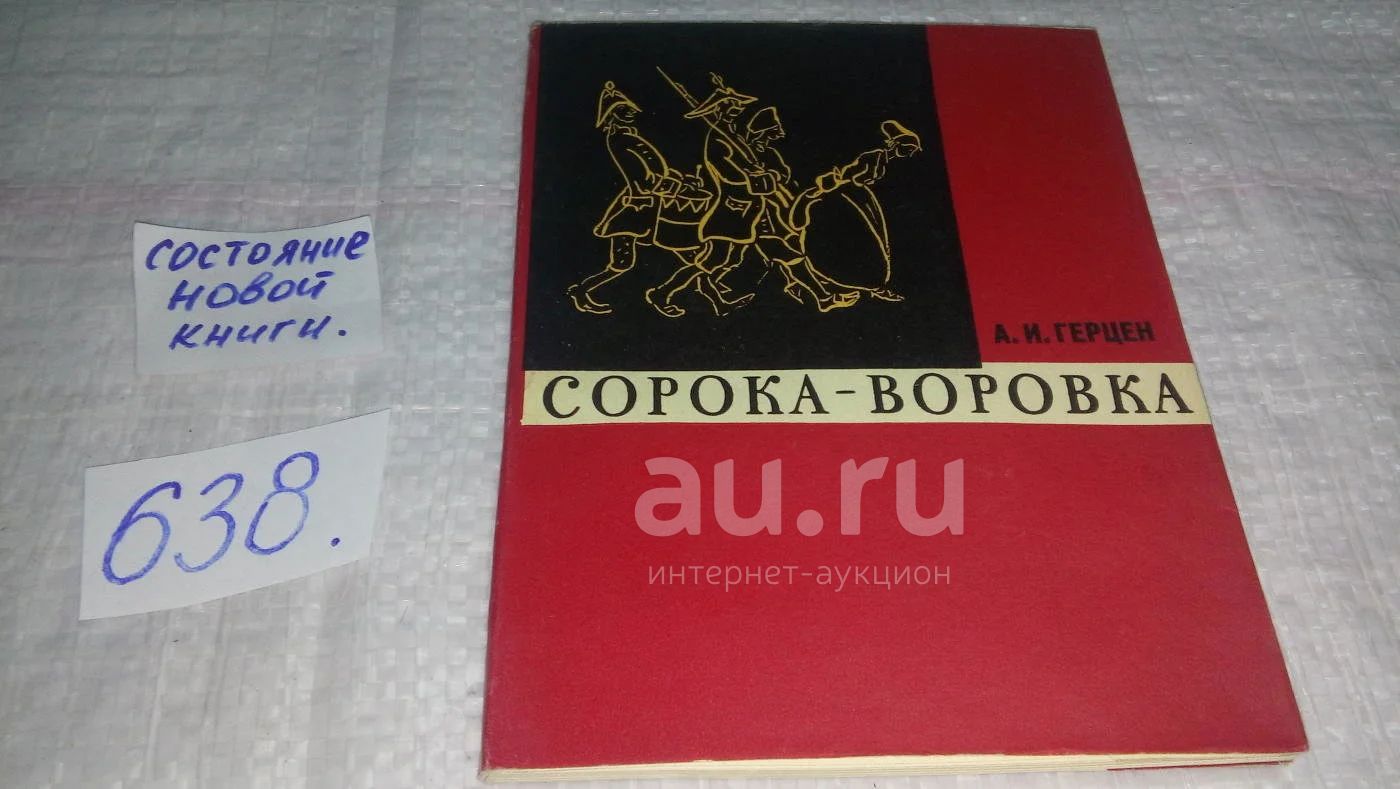 состояние
новой
книги.
638.
А. И. ГЕРЦЕН
СОРОКА-ВОРОВКА
au.ru
интернет-аукцион